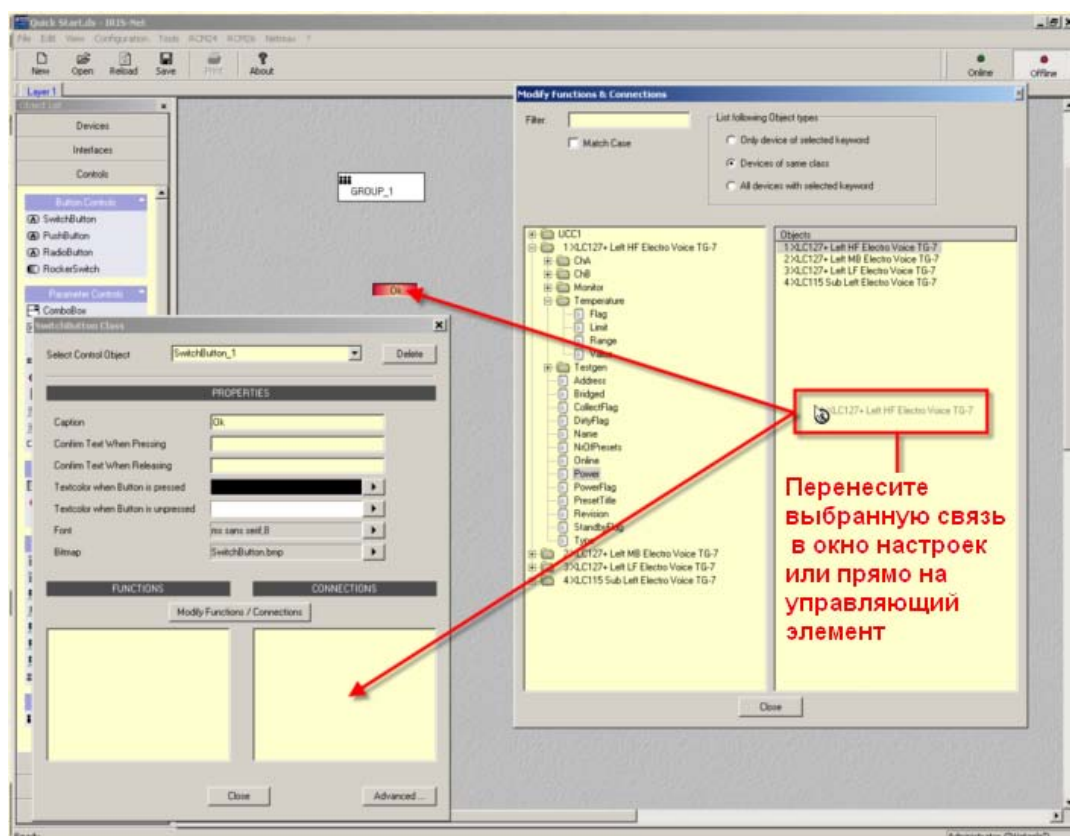 Quick Start.ds - IRIS-Net
File Edit View Configuration Tools RCM24 RCM26 Netmax ?
New Open Reload Save Print About
Online Offline
Layer 1
Object List
Devices
Interfaces
Controls
Button Controls
SwitchButton
PushButton
RadioButton
RockerSwitch
Parameter Controls
ComboBox
GROUP_1
Ok
SwitchButton Class
Select Control Object SwitchButton_1 Delete
PROPERTIES
Caption Ok
Confirm Text When Pressing
Confirm Text When Releasing
Textcolor when Button is pressed
Textcolor when Button is unpressed
Font ms sans serif,8
Bitmap SwitchButton.bmp
FUNCTIONS CONNECTIONS
Modify Functions / Connections
Close Advanced ...
Modify Functions & Connections
Filter:
Match Case
List following Object types
Only device of selected keyword
Devices of same class
All devices with selected keyword
UCC1
1:XLC127+ Left HF Electro Voice TG-7
ChA
ChB
Monitor
Temperature
Flag
Limit
Range
Value
Testgen
Address
Bridged
CollectFlag
DirtyFlag
Name
NrOfPresets
Online
Power
PowerFlag
PresetTitle
Revision
StandbyFlag
Type
2:XLC127+ Left MB Electro Voice TG-7
3:XLC127+ Left LF Electro Voice TG-7
4:XLC115 Sub Left Electro Voice TG-7
Objects
1:XLC127+ Left HF Electro Voice TG-7
2:XLC127+ Left MB Electro Voice TG-7
3:XLC127+ Left LF Electro Voice TG-7
4:XLC115 Sub Left Electro Voice TG-7
XLC127+ Left HF Electro Voice TG-7
Перенесите
выбранную связь
в окно настроек
или прямо на
управляющий
элемент
Close
Ready